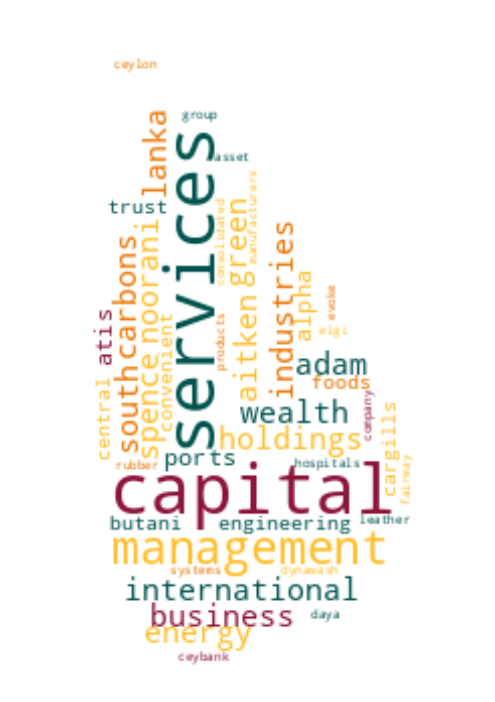 ceylon
group
lanka
services
asset
trust
consolidated
manufacturers
green
noorani
industries
carbons
south
spence
convenient
products
aitken
alpha
evoke
elgi
atis
central
adam
foods
wealth
company
holdings
cargills
ports
rubber
hospitals
fairway
capital
butani
engineering
leather
management
systems
dynawash
international
business
daya
energy
ceybank